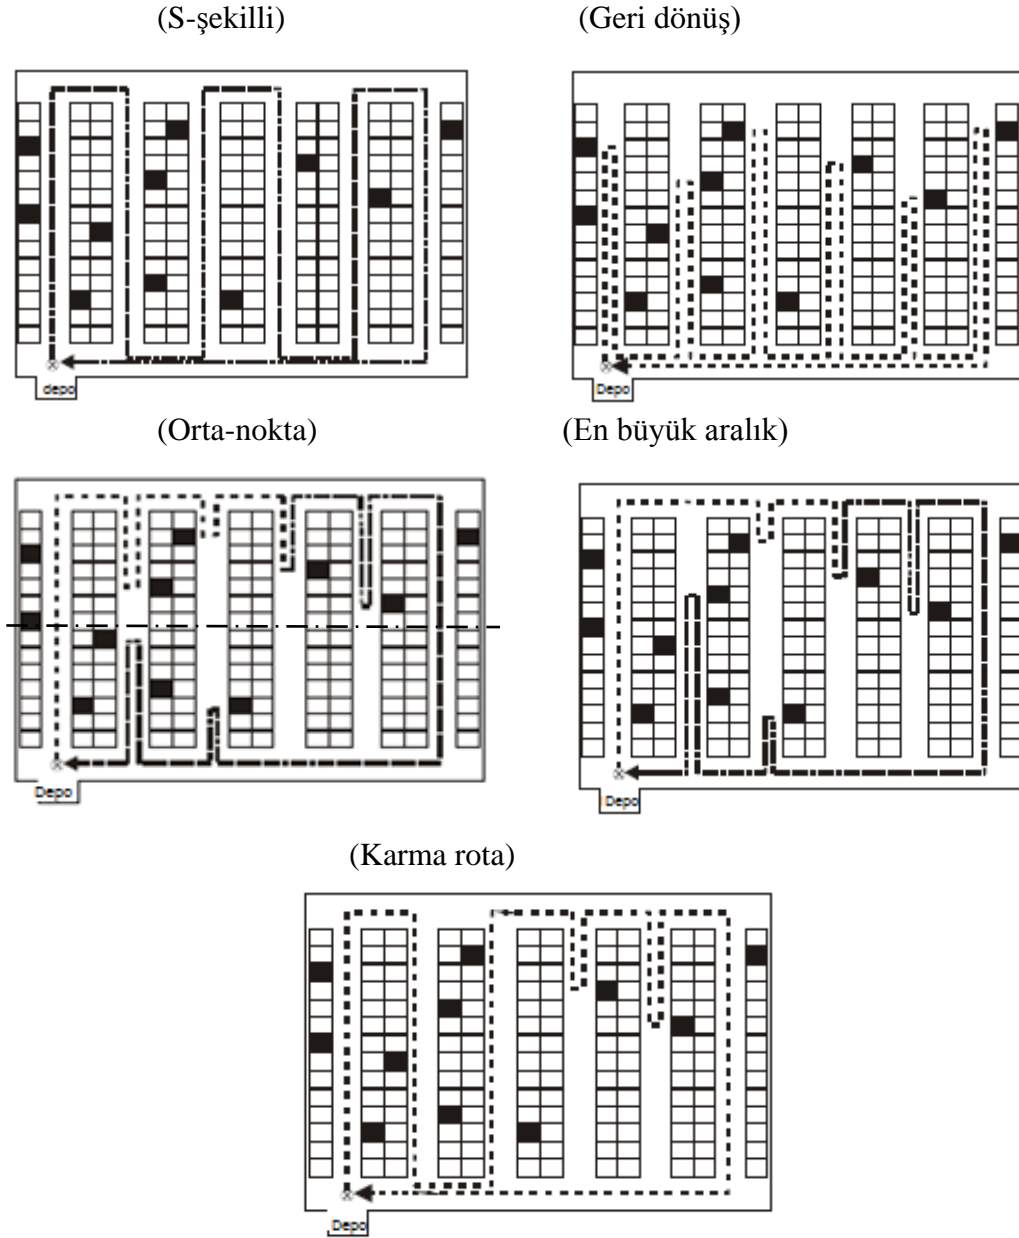 (S-şekilli)
(Geri dönüş)
depo
Depo
(Orta-nokta)
(En büyük aralık)
Depo
Depo
(Karma rota)
Depo